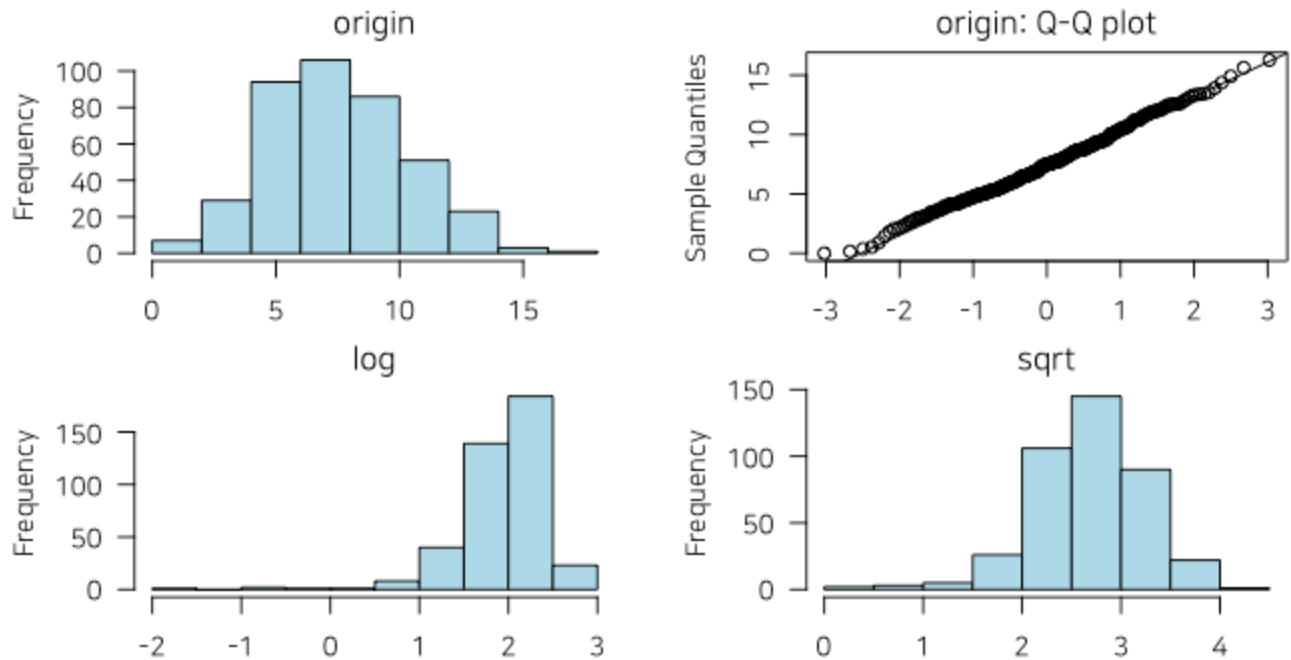 origin
Frequency
100
80
60
40
20
0
0 5 10 15
origin: Q-Q plot
Sample Quantiles
15
10
5
0
-3 -2 -1 0 1 2 3
log
Frequency
150
100
50
0
-2 -1 0 1 2 3
sqrt
Frequency
150
100
50
0
0 1 2 3 4